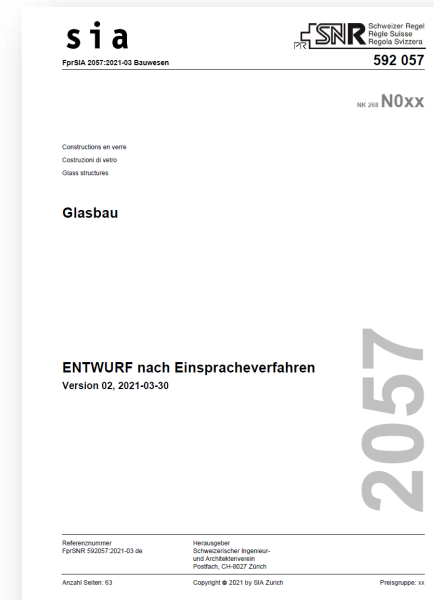 sia
SNR
PR
Schweizer Regel
Règle Suisse
Regola Svizzera
FprSIA 2057:2021-03 Bauwesen
592 057
NK 268 N0xx
Constructions en verre
Costruzioni di vetro
Glass structures
Glasbau
ENTWURF nach Einspracheverfahren
Version 02, 2021-03-30
2057
Referenznummer
FprSNR 592057:2021-03 de
Herausgeber
Schweizerischer Ingenieur-
und Architektenverein
Postfach, CH-8027 Zürich
Anzahl Seiten: 63
Copyright © 2021 by SIA Zurich
Preisgruppe: xx